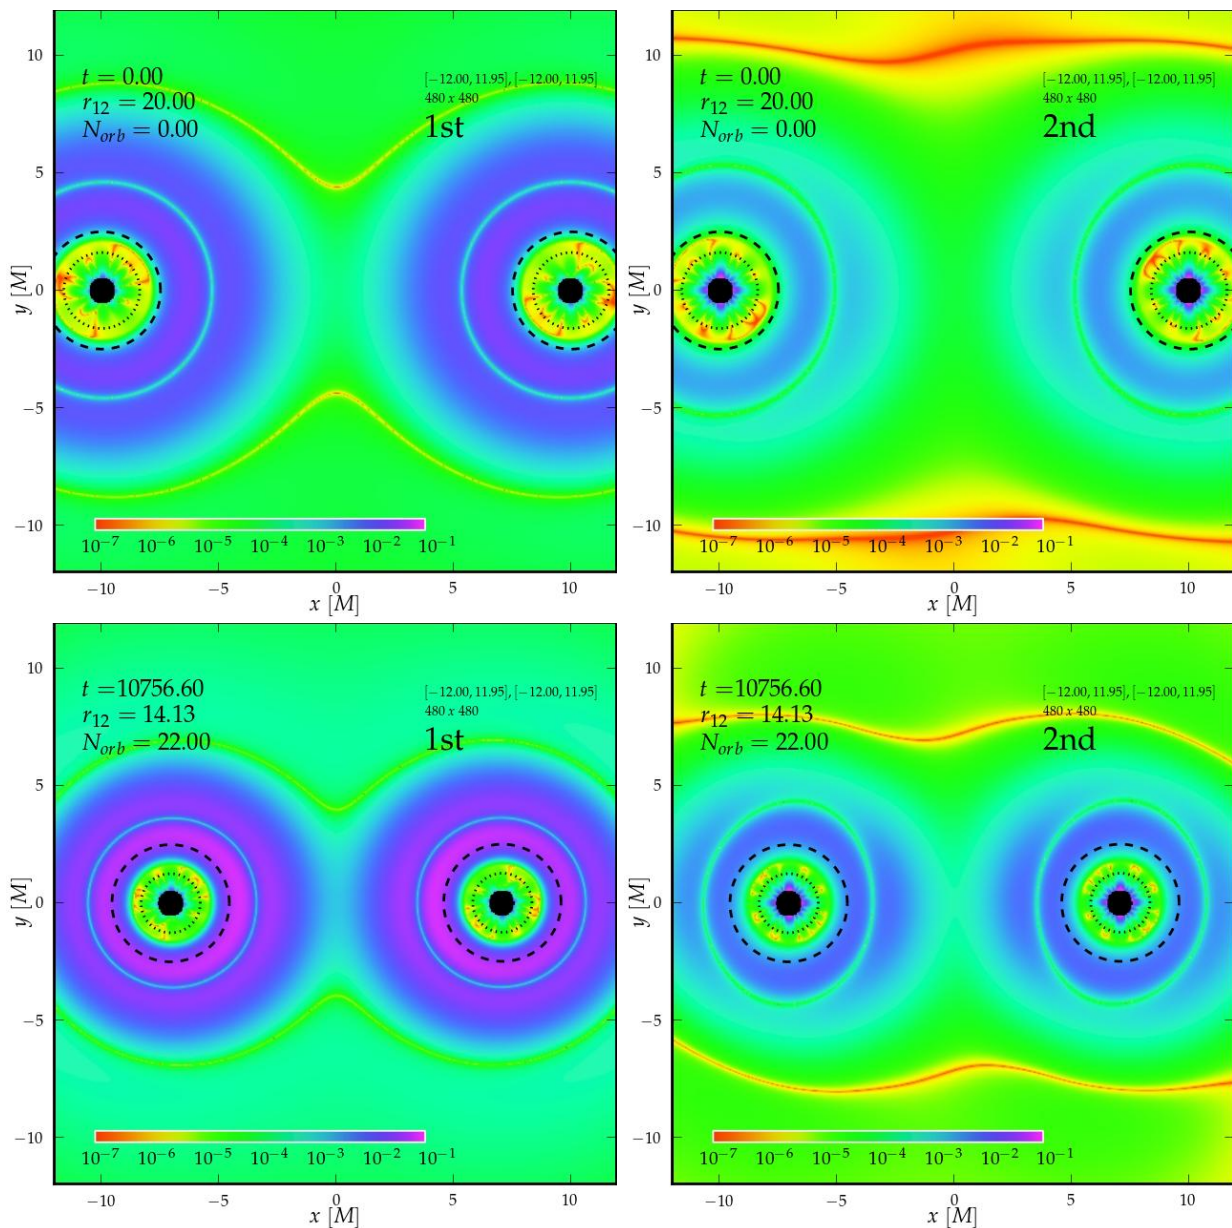 10
5
0
−5
−10
y [M]
t = 0.00
r12 = 20.00
Norb = 0.00
[−12.00, 11.95], [−12.00, 11.95]
480 x 480
1st
10^−7 10^−6 10^−5 10^−4 10^−3 10^−2 10^−1
−10 −5 0 5 10
x [M]
10
5
0
−5
−10
y [M]
t = 0.00
r12 = 20.00
Norb = 0.00
[−12.00, 11.95], [−12.00, 11.95]
480 x 480
2nd
10^−7 10^−6 10^−5 10^−4 10^−3 10^−2 10^−1
−10 −5 0 5 10
x [M]
10
5
0
−5
−10
y [M]
t =10756.60
r12 = 14.13
Norb = 22.00
[−12.00, 11.95], [−12.00, 11.95]
480 x 480
1st
10^−7 10^−6 10^−5 10^−4 10^−3 10^−2 10^−1
−10 −5 0 5 10
x [M]
10
5
0
−5
−10
y [M]
t =10756.60
r12 = 14.13
Norb = 22.00
[−12.00, 11.95], [−12.00, 11.95]
480 x 480
2nd
10^−7 10^−6 10^−5 10^−4 10^−3 10^−2 10^−1
−10 −5 0 5 10
x [M]